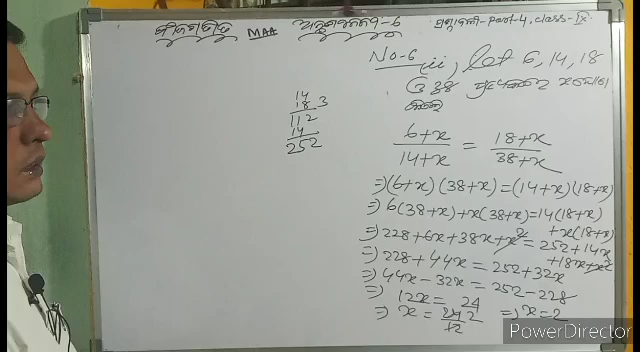 ବୀଜଗଣିତ MAA ଅନୁଶୀଳନୀ-6 ପ୍ରଶ୍ନାବଳୀ-Part-4, class-IX
No-6 (ii) let 6, 14, 18
ଓ 38
14
18 3
112
14
252
6+x/14+x = 18+x/38+x
⇒(6+x)(38+x)=(14+x)(18+x)
⇒6(38+x)+x(38+x)=14(18+x)
+x(18+x)
⇒228+6x+38x+x²=252+14x
+18x+x²
⇒228+44x=252+32x
⇒44x-32x=252-228
⇒12x=24
⇒x=24/12 2 ⇒x=2
PowerDirector